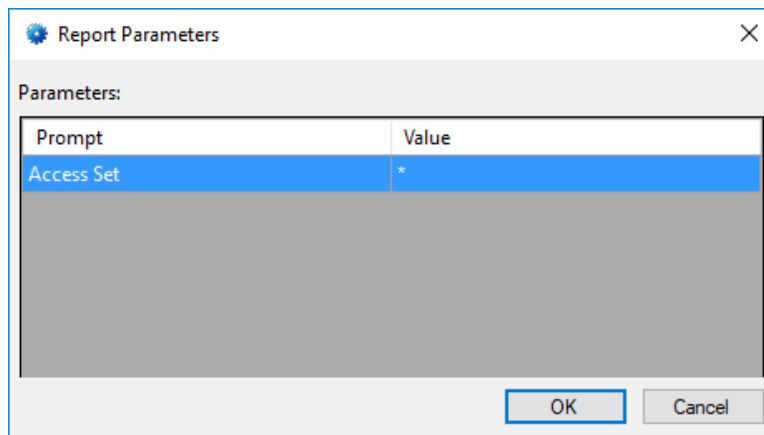 Report Parameters
Parameters:
Prompt Value
Access Set *
OK Cancel